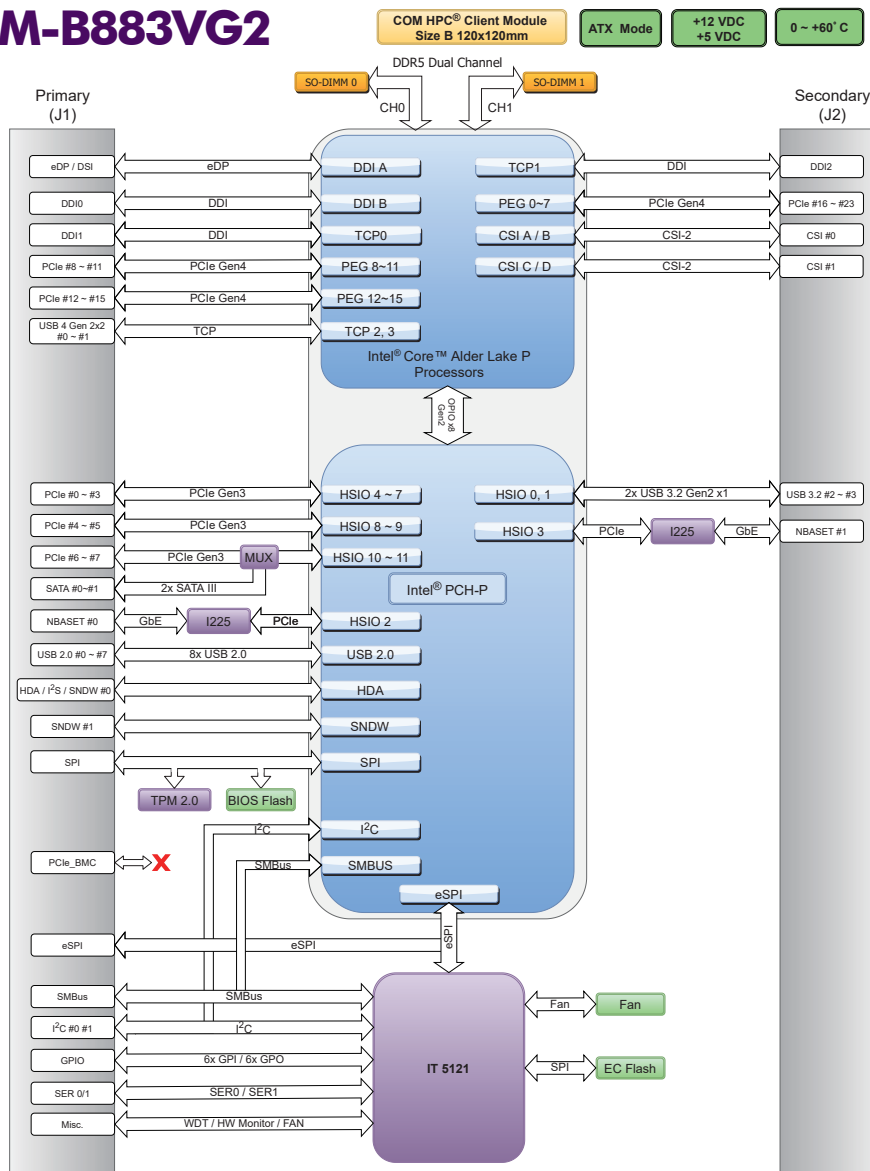 M-B883VG2
COM HPC® Client Module
Size B 120x120mm
ATX Mode
+12 VDC
+5 VDC
0 ~ +60° C
DDR5 Dual Channel
SO-DIMM 0
SO-DIMM 1
CH0
CH1
Primary
(J1)
Secondary
(J2)
eDP / DSI
eDP
DDI A
TCP1
DDI
DDI2
DDI0
DDI
DDI B
PEG 0~7
PCIe Gen4
PCIe #16 ~ #23
DDI1
DDI
TCP0
CSI A / B
CSI-2
CSI #0
PCIe #8 ~ #11
PCIe Gen4
PEG 8~11
CSI C / D
CSI-2
CSI #1
PCIe #12 ~ #15
PCIe Gen4
PEG 12~15
USB 4 Gen 2x2
#0 ~ #1
TCP
TCP 2, 3
Intel® Core™ Alder Lake P
Processors
OPIO x8
Gen2
PCIe #0 ~ #3
PCIe Gen3
HSIO 4 ~ 7
HSIO 0, 1
2x USB 3.2 Gen2 x1
USB 3.2 #2 ~ #3
PCIe #4 ~ #5
PCIe Gen3
HSIO 8 ~ 9
HSIO 3
PCIe
I225
GbE
NBASET #1
PCIe #6 ~ #7
PCIe Gen3
MUX
HSIO 10 ~ 11
SATA #0~#1
2x SATA III
Intel® PCH-P
NBASET #0
GbE
I225
PCIe
HSIO 2
USB 2.0 #0 ~ #7
8x USB 2.0
USB 2.0
HDA / I²S / SNDW #0
HDA
SNDW #1
SNDW
SPI
SPI
TPM 2.0
BIOS Flash
I²C
I²C
PCIe_BMC
X
SMBus
SMBUS
eSPI
eSPI
eSPI
eSPI
SMBus
SMBus
I²C #0 #1
I²C
GPIO
6x GPI / 6x GPO
SER 0/1
SER0 / SER1
Misc.
WDT / HW Monitor / FAN
IT 5121
Fan
Fan
SPI
EC Flash